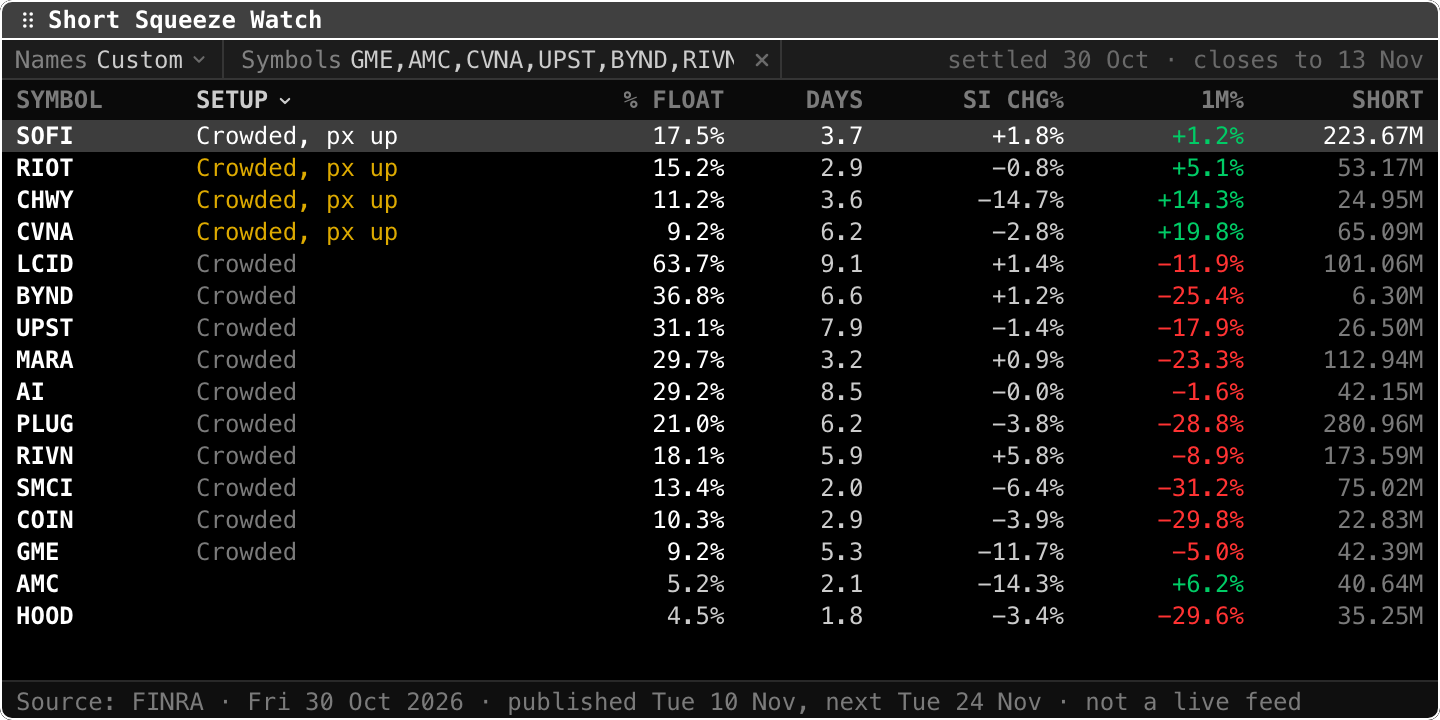 Short Squeeze Watch
Names Custom Symbols GME,AMC,CVNA,UPST,BYND,RIVN × settled 30 Oct · closes to 13 Nov
SYMBOL SETUP % FLOAT DAYS SI CHG% 1M% SHORT
SOFI Crowded, px up 17.5% 3.7 +1.8% +1.2% 223.67M
RIOT Crowded, px up 15.2% 2.9 −0.8% +5.1% 53.17M
CHWY Crowded, px up 11.2% 3.6 −14.7% +14.3% 24.95M
CVNA Crowded, px up 9.2% 6.2 −2.8% +19.8% 65.09M
LCID Crowded 63.7% 9.1 +1.4% −11.9% 101.06M
BYND Crowded 36.8% 6.6 +1.2% −25.4% 6.30M
UPST Crowded 31.1% 7.9 −1.4% −17.9% 26.50M
MARA Crowded 29.7% 3.2 +0.9% −23.3% 112.94M
AI Crowded 29.2% 8.5 −0.0% −1.6% 42.15M
PLUG Crowded 21.0% 6.2 −3.8% −28.8% 280.96M
RIVN Crowded 18.1% 5.9 +5.8% −8.9% 173.59M
SMCI Crowded 13.4% 2.0 −6.4% −31.2% 75.02M
COIN Crowded 10.3% 2.9 −3.9% −29.8% 22.83M
GME Crowded 9.2% 5.3 −11.7% −5.0% 42.39M
AMC 5.2% 2.1 −14.3% +6.2% 40.64M
HOOD 4.5% 1.8 −3.4% −29.6% 35.25M
Source: FINRA · Fri 30 Oct 2026 · published Tue 10 Nov, next Tue 24 Nov · not a live feed